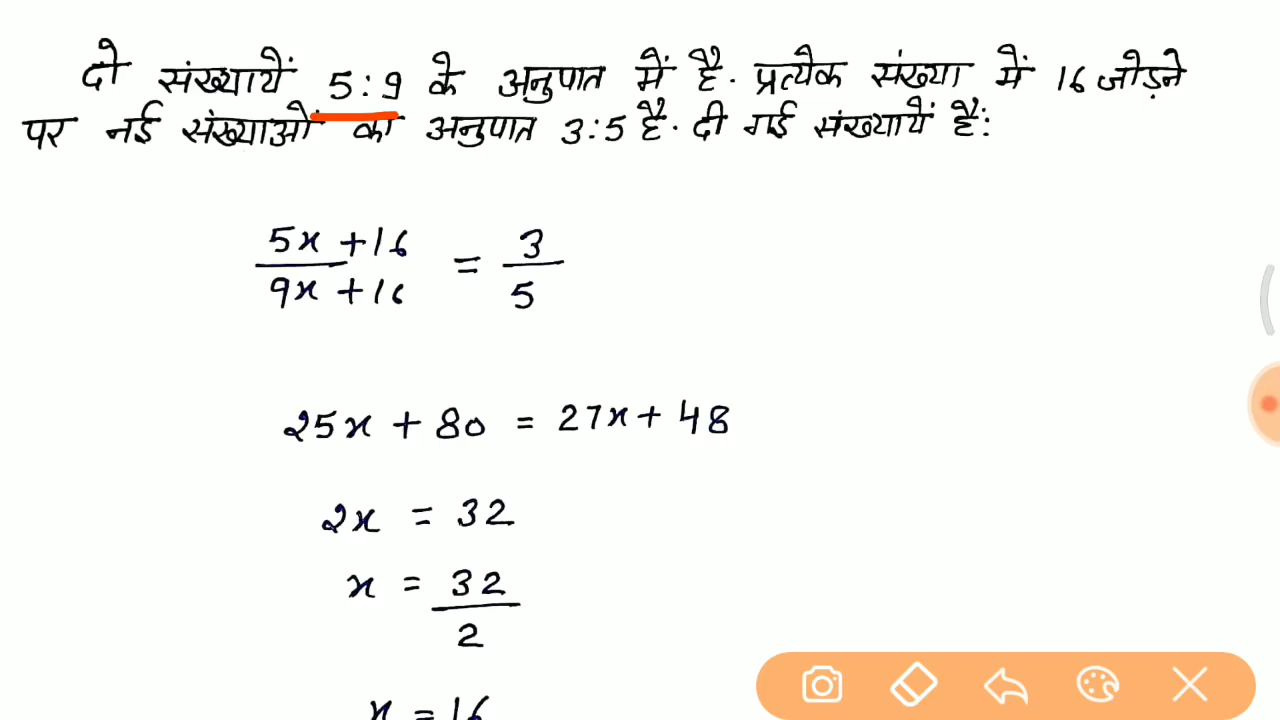 दो संख्यायें 5:9 के अनुपात में है. प्रत्येक संख्या में 16 जोड़ने
पर नई संख्याओं का अनुपात 3:5 है. दी गई संख्यायें है:
5x + 16
9x + 16
=
3
5
25x + 80 = 27x + 48
2x = 32
x = 32
2
x = 16